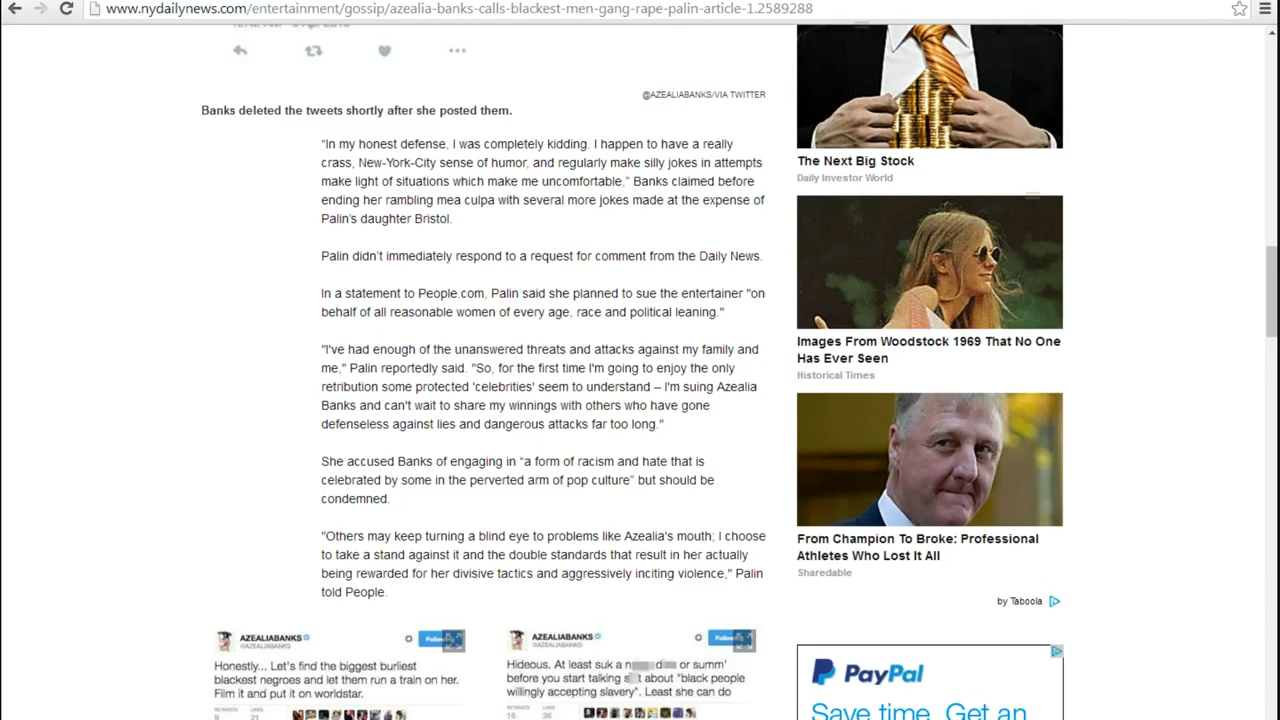 www.nydailynews.com/entertainment/gossip/azealia-banks-calls-blackest-men-gang-rape-palin-article-1.2589288
@AZEALIABANKS/VIA TWITTER
Banks deleted the tweets shortly after she posted them.
“In my honest defense, I was completely kidding. I happen to have a really
crass, New-York-City sense of humor, and regularly make silly jokes in attempts
make light of situations which make me uncomfortable,” Banks claimed before
ending her rambling mea culpa with several more jokes made at the expense of
Palin’s daughter Bristol.
Palin didn’t immediately respond to a request for comment from the Daily News.
In a statement to People.com, Palin said she planned to sue the entertainer "on
behalf of all reasonable women of every age, race and political leaning."
"I've had enough of the unanswered threats and attacks against my family and
me," Palin reportedly said. "So, for the first time I'm going to enjoy the only
retribution some protected 'celebrities' seem to understand – I'm suing Azealia
Banks and can't wait to share my winnings with others who have gone
defenseless against lies and dangerous attacks far too long."
She accused Banks of engaging in “a form of racism and hate that is
celebrated by some in the perverted arm of pop culture” but should be
condemned.
"Others may keep turning a blind eye to problems like Azealia's mouth; I choose
to take a stand against it and the double standards that result in her actually
being rewarded for her divisive tactics and aggressively inciting violence," Palin
told People.
AZEALIABANKS
@AZEALIABANKS
Following
Honestly... Let's find the biggest burliest
blackest negroes and let them run a train on her.
Film it and put it on worldstar.
RETWEETS LIKES
9 21
AZEALIABANKS
@AZEALIABANKS
Hideous. At least suk a n or summ'
before you start talking s t about "black people
willingly accepting slavery". Least she can do
RETWEETS LIKES
16 36
The Next Big Stock
Daily Investor World
Images From Woodstock 1969 That No One
Has Ever Seen
Historical Times
From Champion To Broke: Professional
Athletes Who Lost It All
Sharedable
by Taboola
PayPal
Save time. Get an